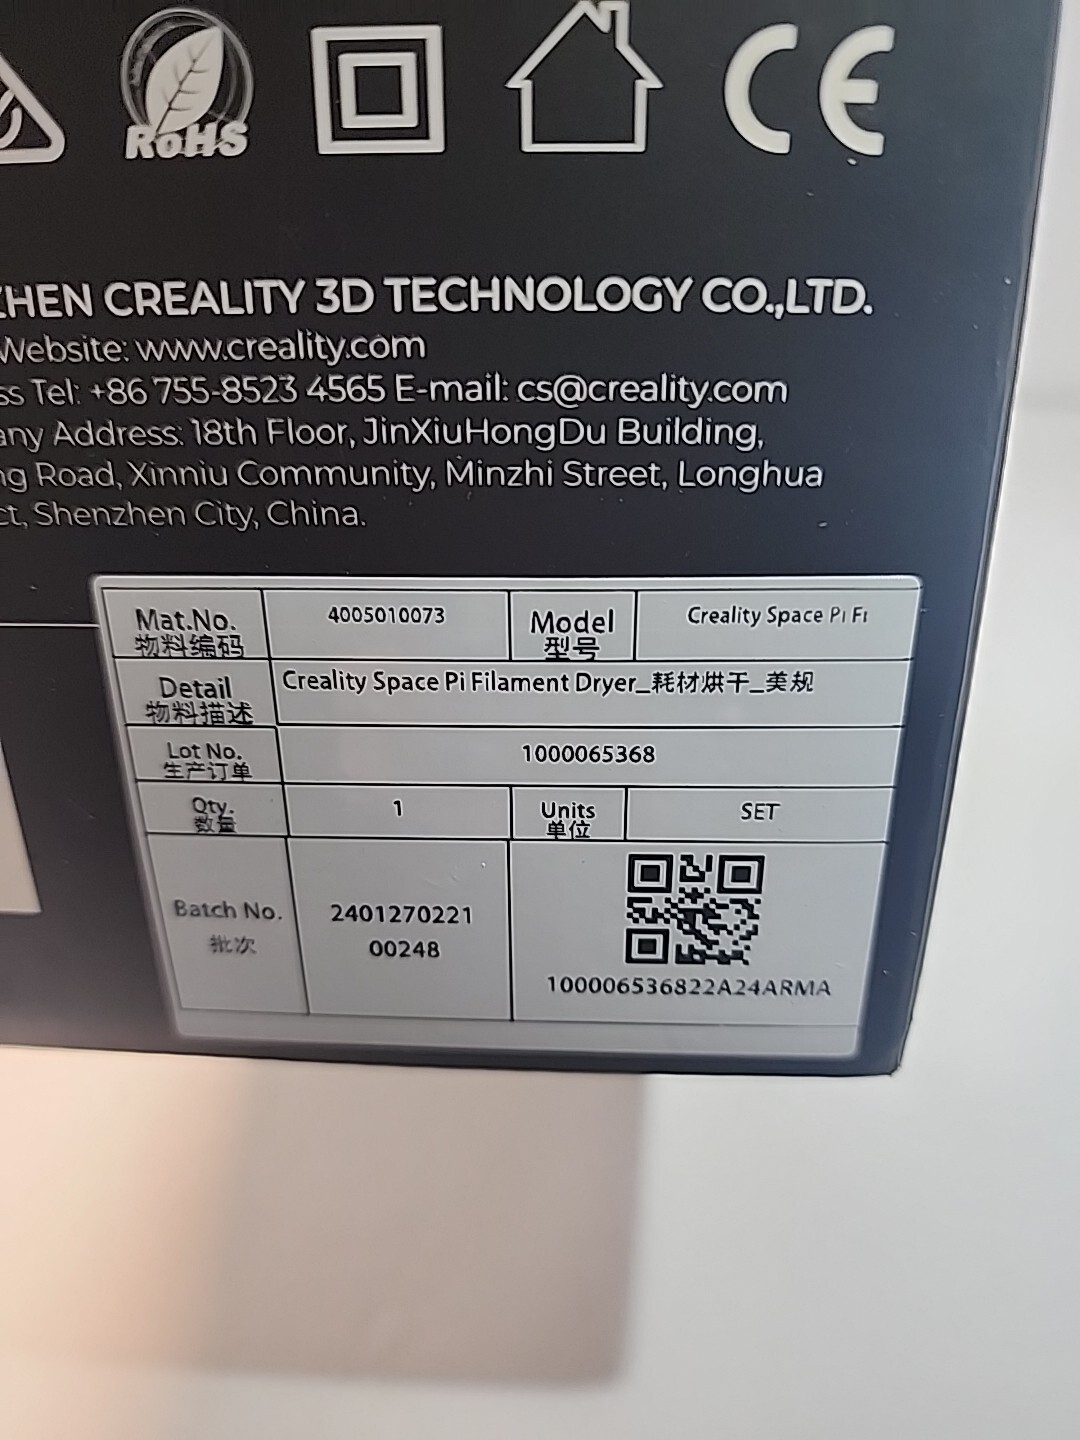 RoHS
CE
ZHEN CREALITY 3D TECHNOLOGY CO.,LTD.
Website: www.creality.com
ss Tel: +86 755-8523 4565 E-mail: cs@creality.com
any Address: 18th Floor, JinXiuHongDu Building,
ng Road, Xinniu Community, Minzhi Street, Longhua
ct, Shenzhen City, China.
Mat.No. 4005010073 Model Creality Space Pi Fi
物料编码 型号
Detail Creality Space Pi Filament Dryer_耗材烘干_美规
物料描述
Lot No. 1000065368
生产订单
Qty. 1 Units SET
数量 单位
Batch No. 2401270221
批次 00248
100006536822A24ARMA